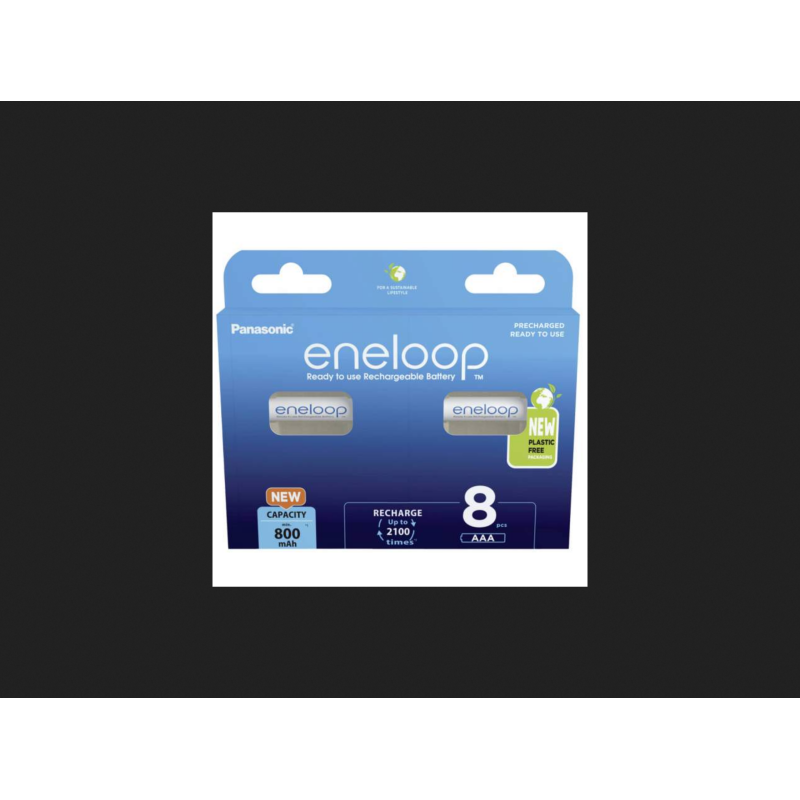 FOR A SUSTAINABLE
LIFESTYLE
Panasonic
PRECHARGED
READY TO USE
eneloop
Ready to use Rechargeable Battery ™
eneloop
eneloop
NEW
PLASTIC
FREE
PACKAGING
NEW
CAPACITY
800
mAh
RECHARGE
Up to
2100
times
8 pcs
AAA